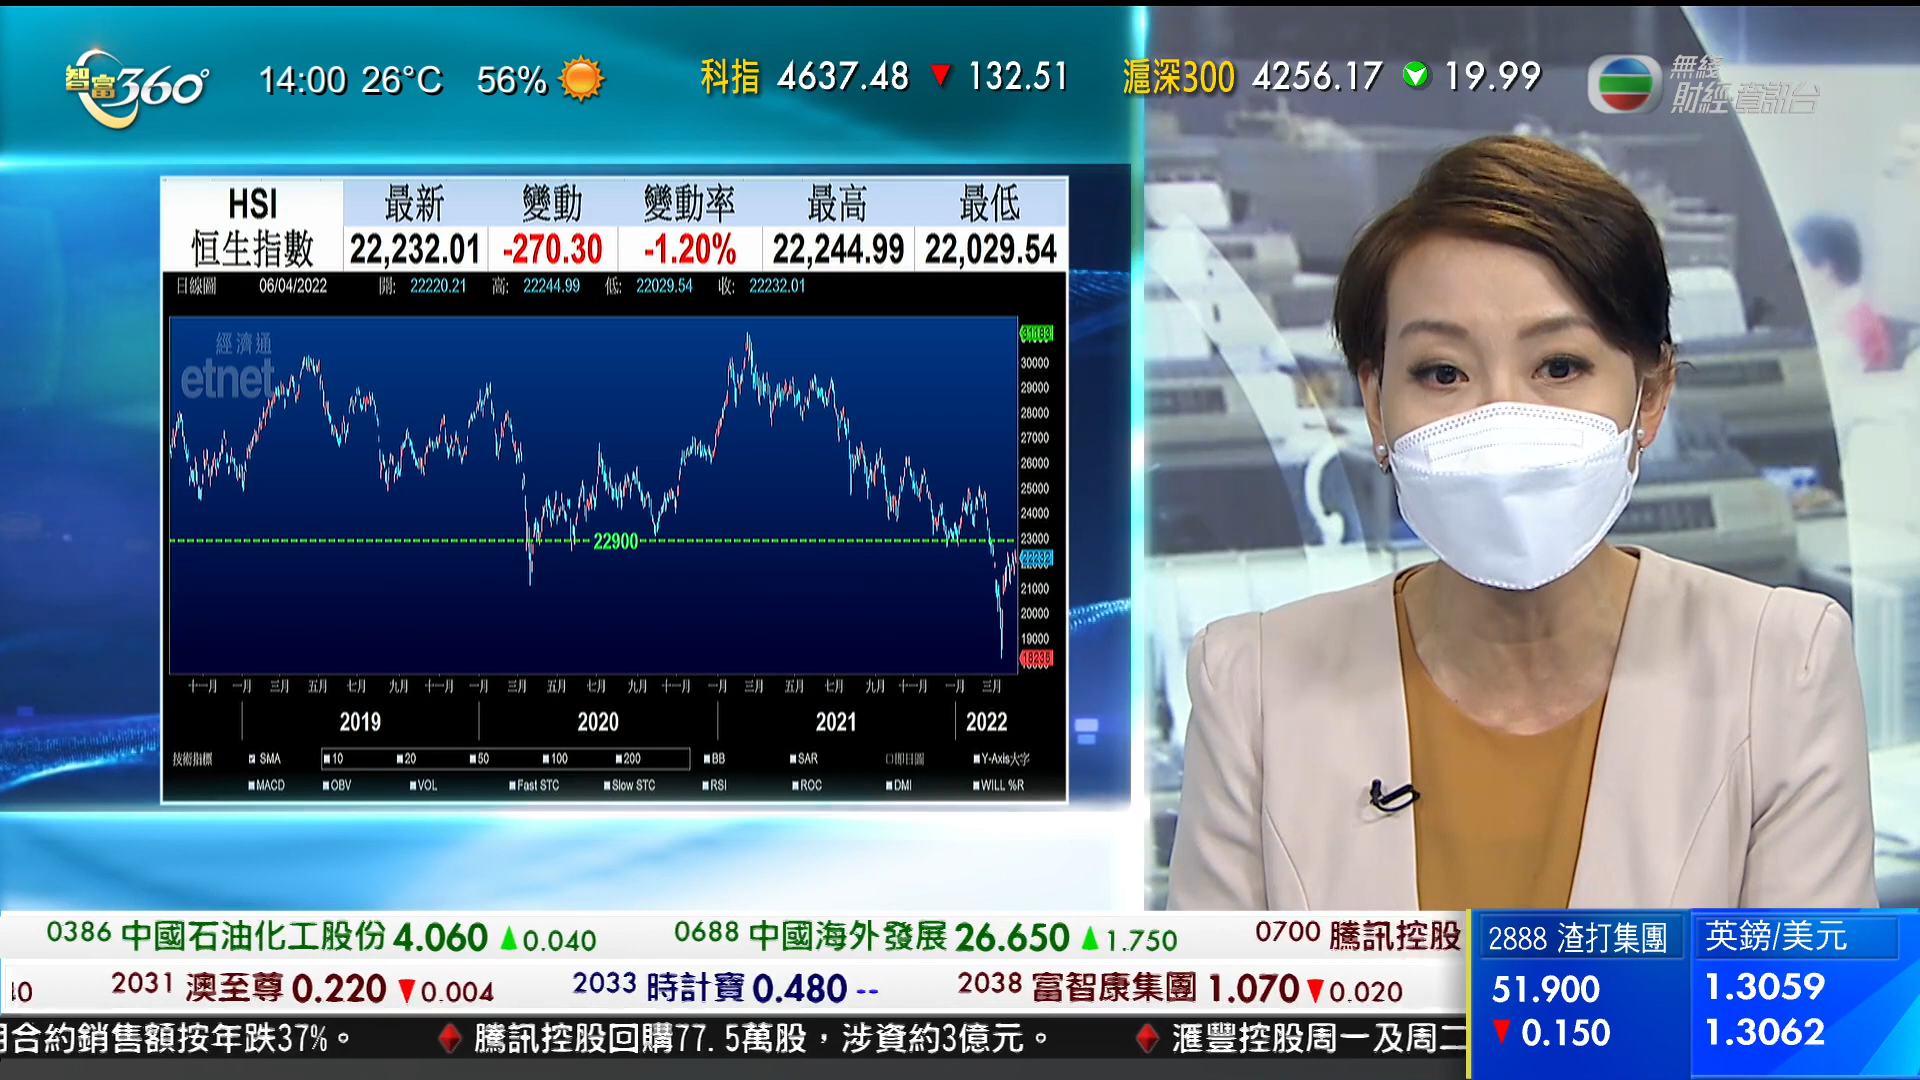 智富360°
14:00 26°C 56%
科指 4637.48 ▼ 132.51
滬深300 4256.17 19.99
無綫
財經·資訊台
HSI 最新 變動 變動率 最高 最低
恒生指數 22,232.01 -270.30 -1.20% 22,244.99 22,029.54
日線圖 06/04/2022 開: 22220.21 高: 22244.99 低: 22029.54 收: 22232.01
經濟通
etnet
31183
30000
29000
28000
27000
26000
25000
24000
23000
22900
22232
21000
20000
19000
18235
十一月 一月 三月 五月 七月 九月 十一月 一月 三月 五月 七月 九月 十一月 一月 三月 五月 七月 九月 十一月 一月 三月
2019 2020 2021 2022
技術指標 SMA 10 20 50 100 200 BB SAR 即日圖 Y-Axis大字
MACD OBV VOL Fast STC Slow STC RSI ROC DMI WILL %R
0386 中國石油化工股份 4.060 ▲ 0.040 0688 中國海外發展 26.650 ▲ 1.750 0700 騰訊控股
40 2031 澳至尊 0.220 ▼ 0.004 2033 時計寶 0.480 -- 2038 富智康集團 1.070 ▼ 0.020
合約銷售額按年跌37%。 騰訊控股回購77.5萬股，涉資約3億元。 滙豐控股周一及周二
2888 渣打集團
51.900
▼ 0.150
英鎊/美元
1.3059
1.3062